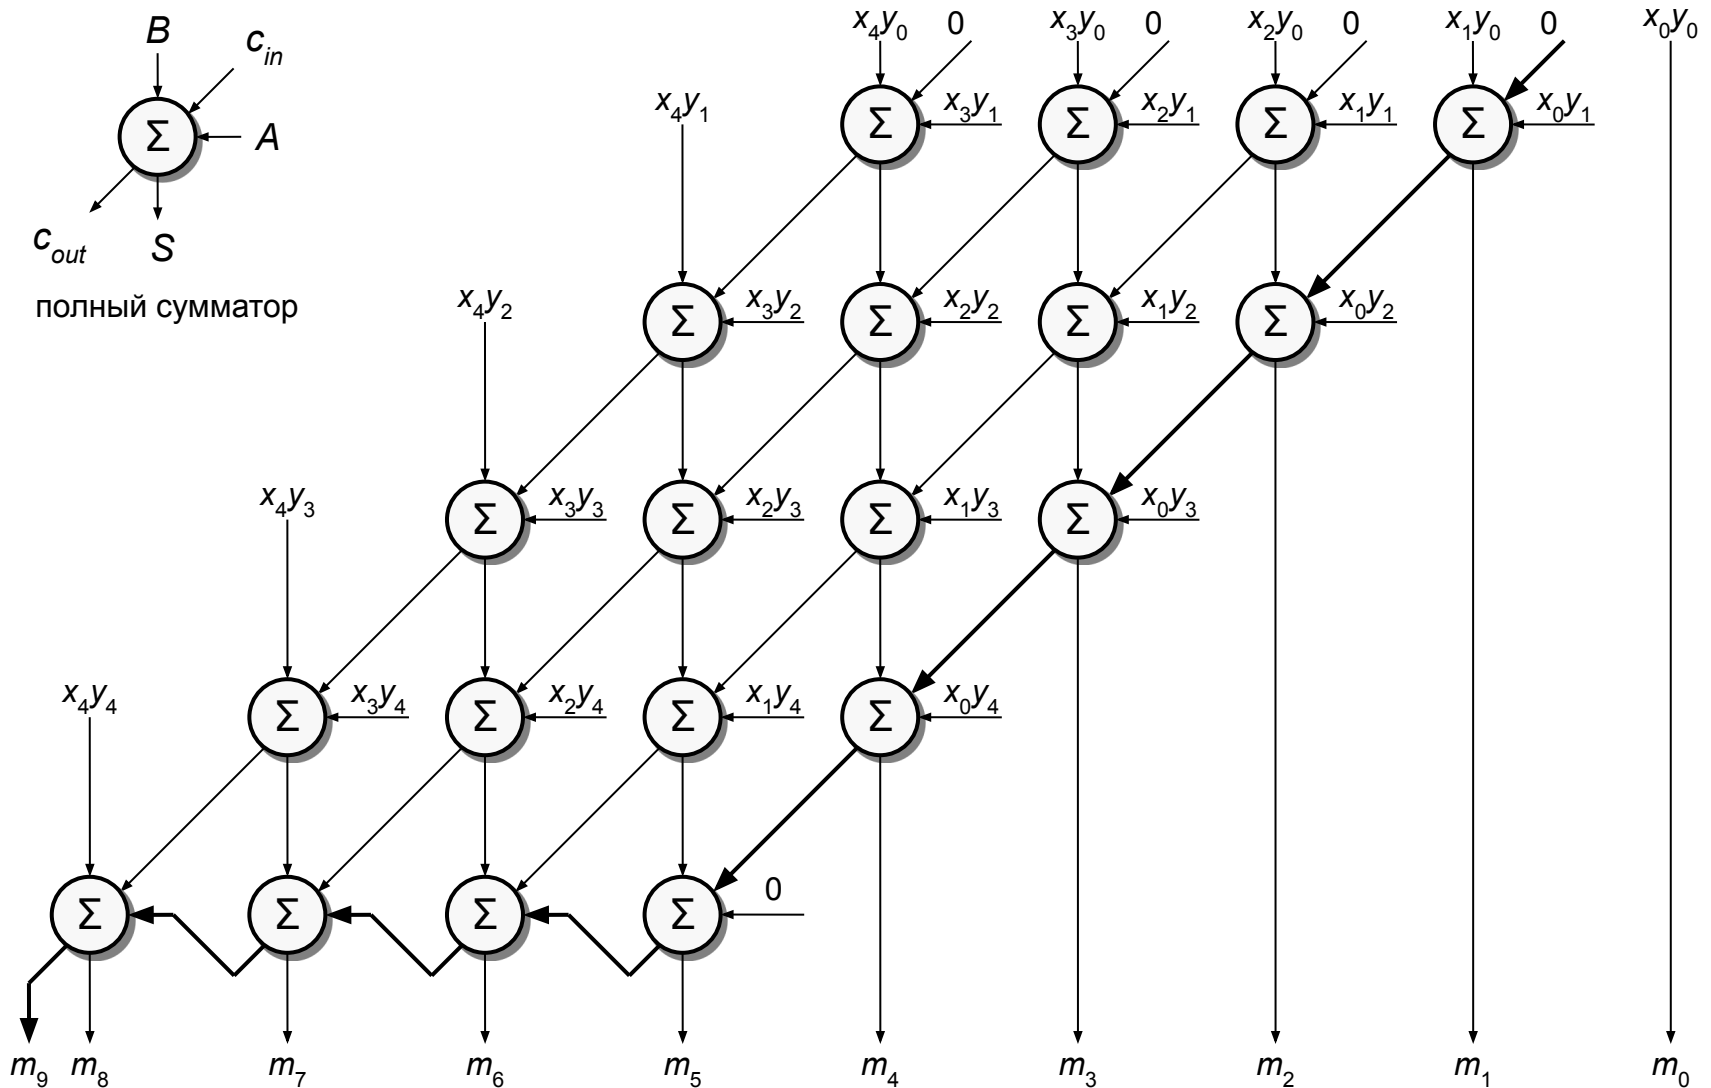 B c_in x₄y₀ 0 x₃y₀ 0 x₂y₀ 0 x₁y₀ 0 x₀y₀
Σ A x₄y₁ Σ x₃y₁ Σ x₂y₁ Σ x₁y₁ Σ x₀y₁
c_out S
полный сумматор x₄y₂ Σ x₃y₂ Σ x₂y₂ Σ x₁y₂ Σ x₀y₂
x₄y₃ Σ x₃y₃ Σ x₂y₃ Σ x₁y₃ Σ x₀y₃
x₄y₄ Σ x₃y₄ Σ x₂y₄ Σ x₁y₄ Σ x₀y₄
Σ Σ Σ Σ 0
m₉ m₈ m₇ m₆ m₅ m₄ m₃ m₂ m₁ m₀